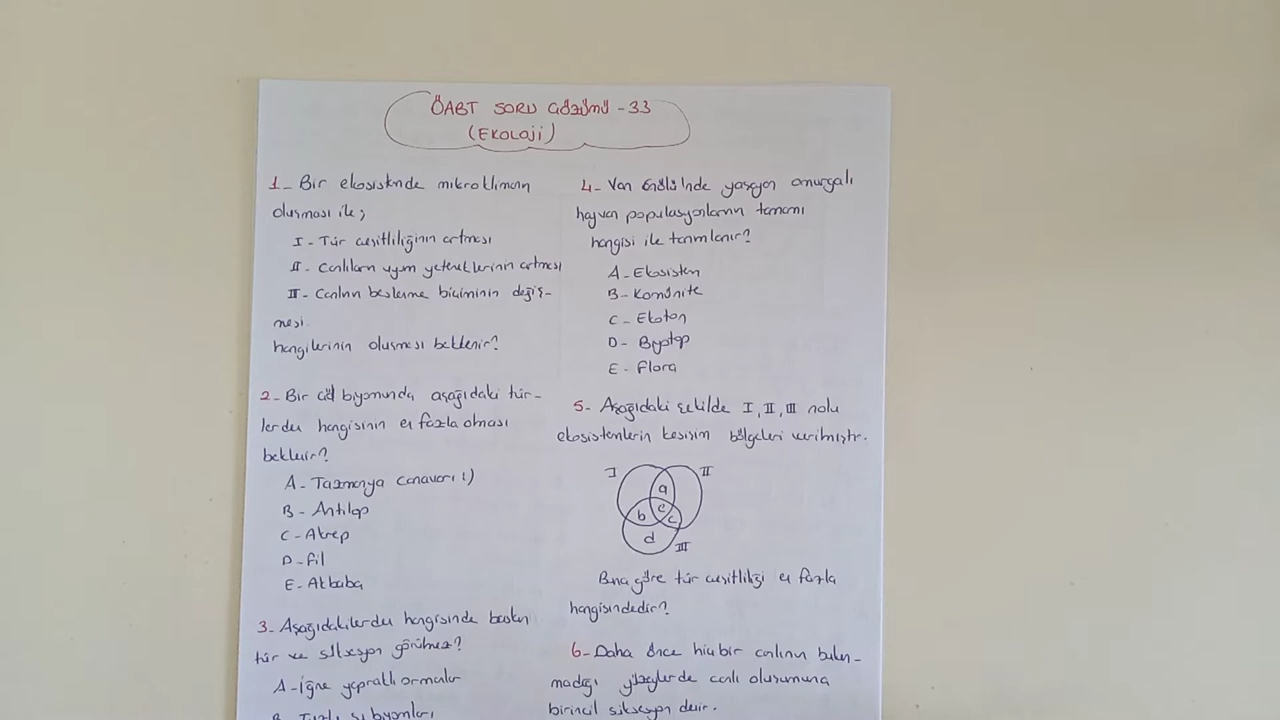 ÖABT SORU ÇÖZÜMÜ - 33
(EKOLOJİ)
1- Bir ekosistemde mikroklimanın
oluşması ile;
I - Tür çeşitliliğinin artması
II - Canlıların uyum yeteneklerinin artması
II - Canlının beslenme biçiminin değiş-
mesi.
hangilerinin oluşması beklenir?
2- Bir çöl biyomunda aşağıdaki tür-
lerden hangisinin en fazla olması
beklenir?
A - Tazmanya canavarı :)
B - Antilop
C - Akrep
D - Fil
E - Akbaba
3- Aşağıdakilerden hangisinde baskın
tür ve süksesyon görülmez?
A - İğne yapraklı ormanlar
B - Tuzlu su biyomları
4- Van Gölü'nde yaşayan omurgalı
hayvan populasyonlarının tamamı
hangisi ile tanımlanır?
A - Ekosistem
B - Komünite
C - Ekoton
D - Biyotop
E - Flora
5- Aşağıdaki şekilde I, II, III nolu
ekosistemlerin kesişim bölgeleri verilmiştir.
I II
a
b e c
d
III
Buna göre tür çeşitliliği en fazla
hangisindedir?
6- Daha önce hiçbir canlının bulun-
madığı yüzeylerde canlı oluşumuna
birincil süksesyon denir.